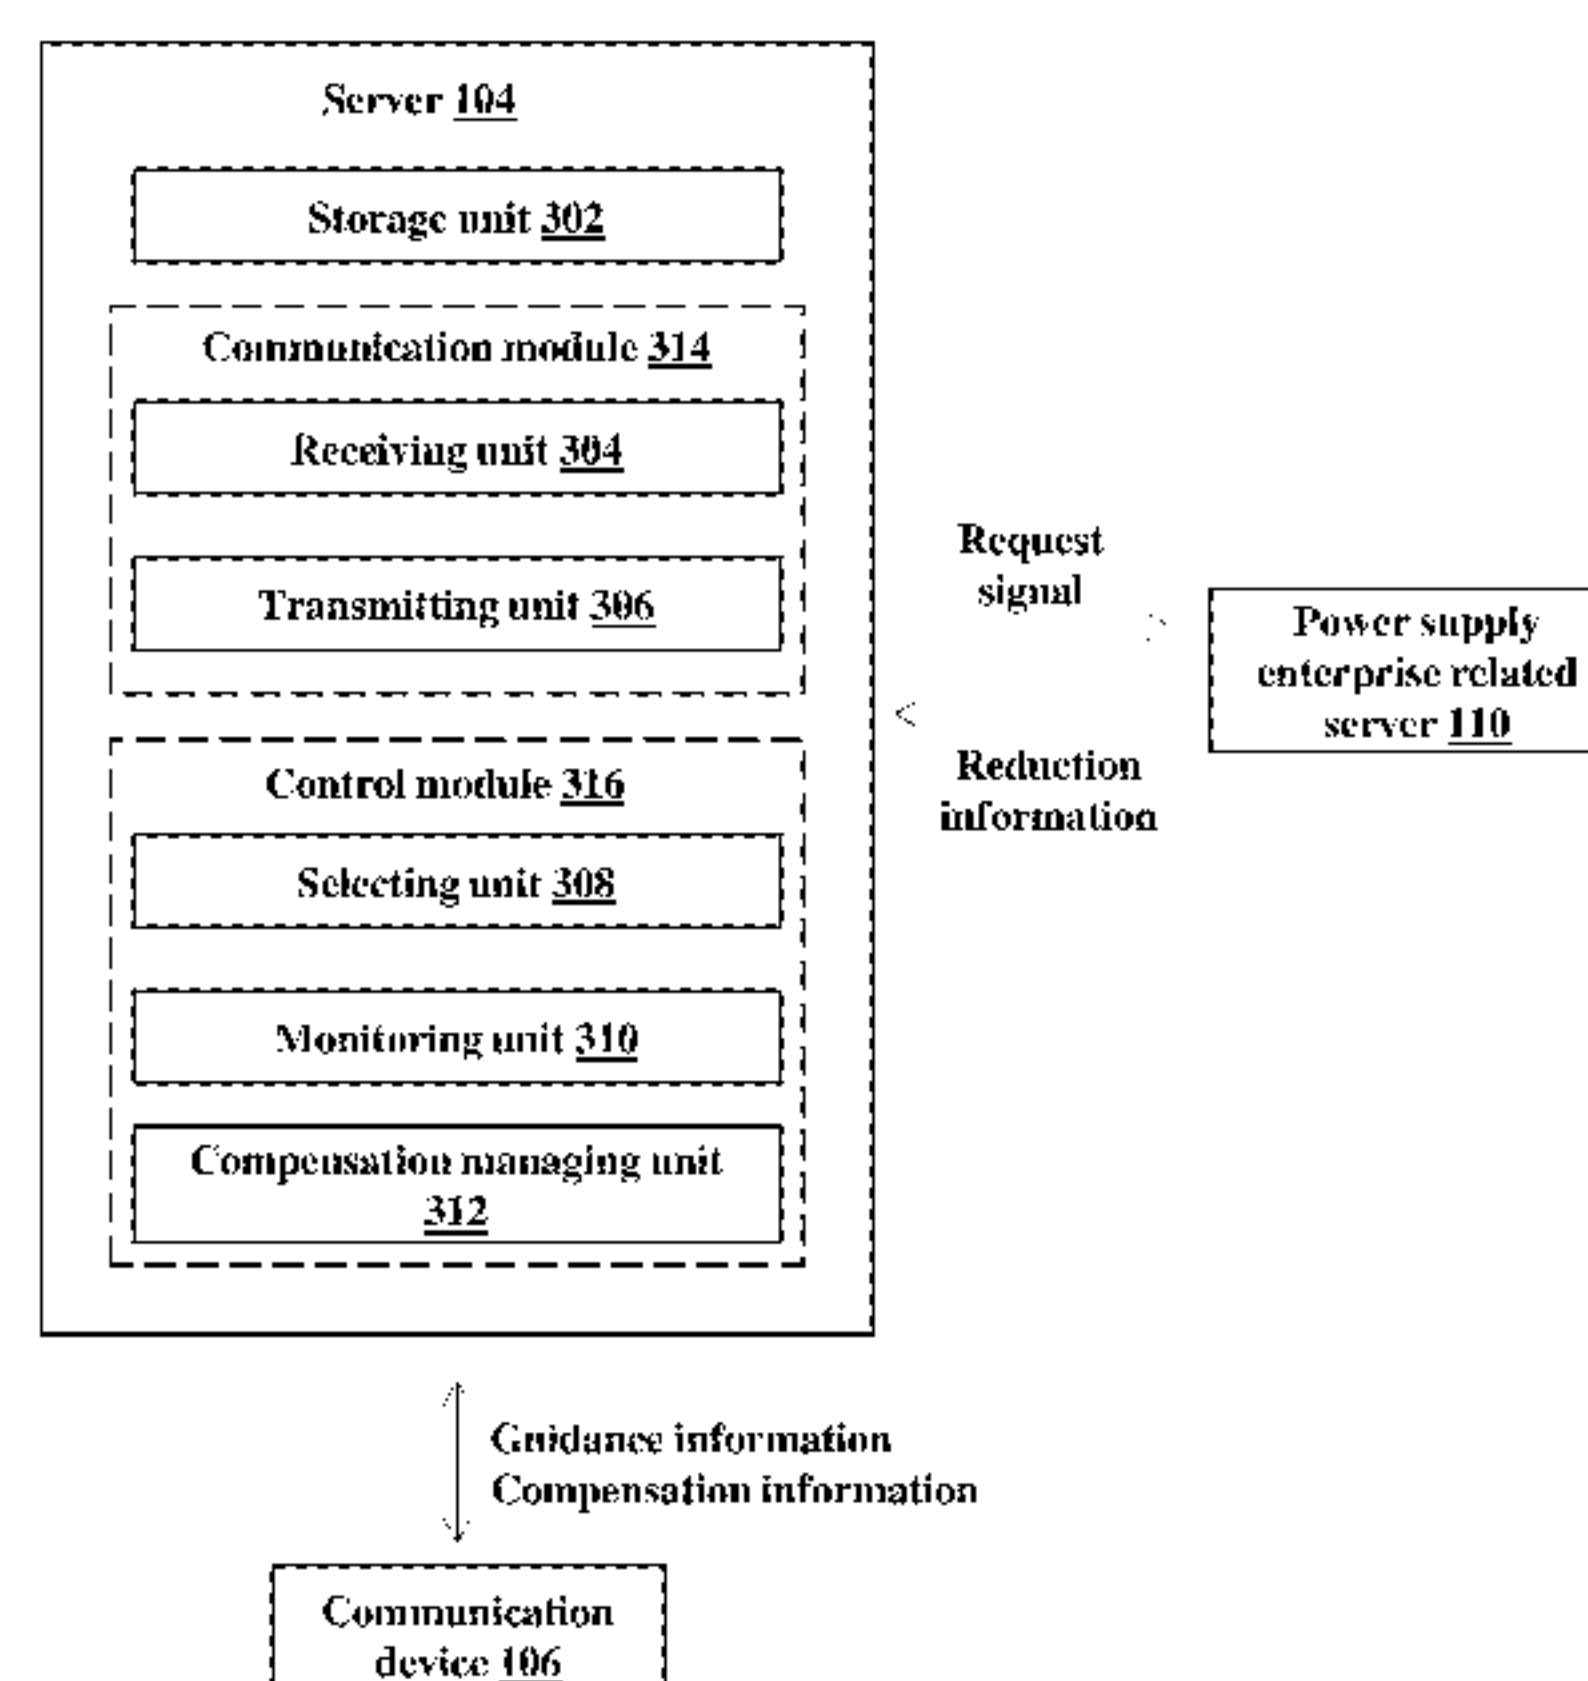 Server 104
Storage unit 302
Communication module 314
Receiving unit 304
Transmitting unit 306
Control module 316
Selecting unit 308
Monitoring unit 310
Compensation managing unit
312
Request
signal
Reduction
information
Power supply
enterprise related
server 110
Guidance information
Compensation information
Communication
device 106